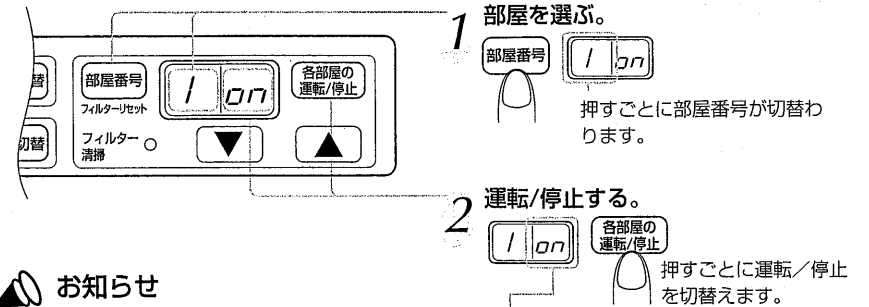 部屋番号
フィルターリセット
1 on
各部屋の
運転/停止
切替
フィルター
清掃
▼
▲
1 部屋を選ぶ。
部屋番号
1 on
押すごとに部屋番号が切替わ
ります。
2 運転/停止する。
1 on
各部屋の
運転/停止
押すごとに運転／停止
を切替えます。
お知らせ